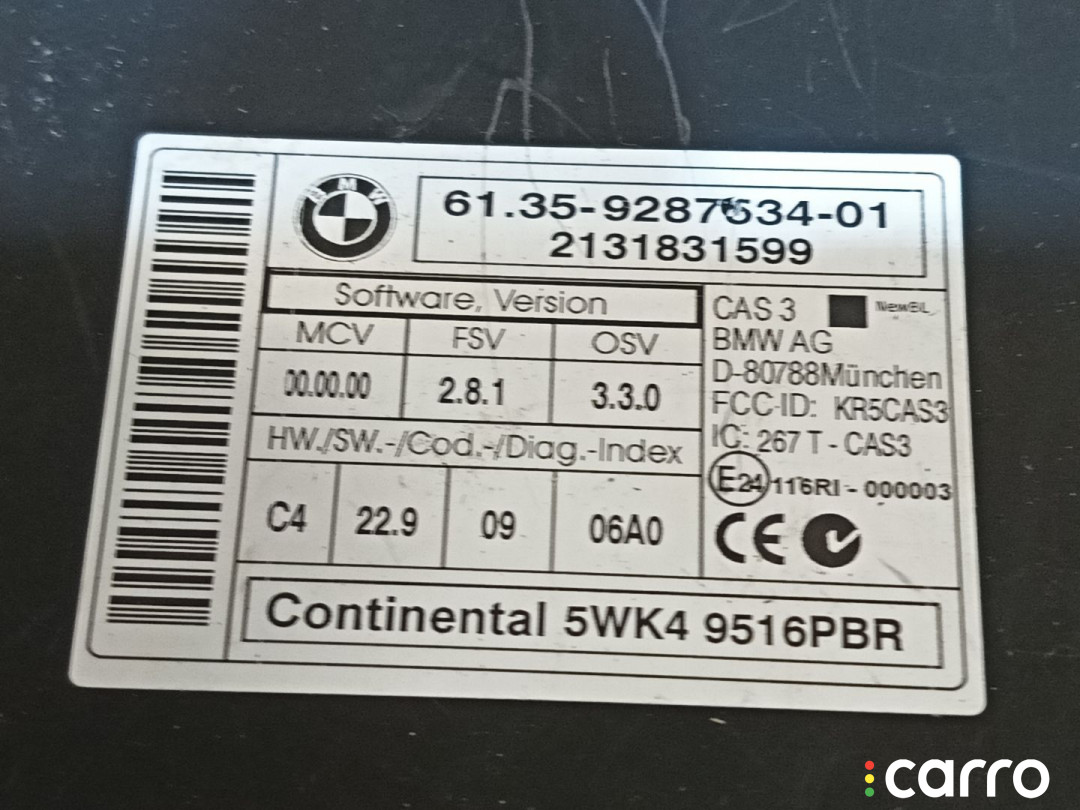 BMW
61.35-9287534-01
2131831599
Software, Version
MCV FSV OSV
00.00.00 2.8.1 3.3.0
HW./SW.-/Cod.-/Diag.-Index
C4 22.9 09 06A0
CAS 3 NewBL
BMW AG
D-80788München
FCC-ID: KR5CAS3
IC: 267 T - CAS3
E24 116RI - 000003
CE
Continental 5WK4 9516PBR
carro